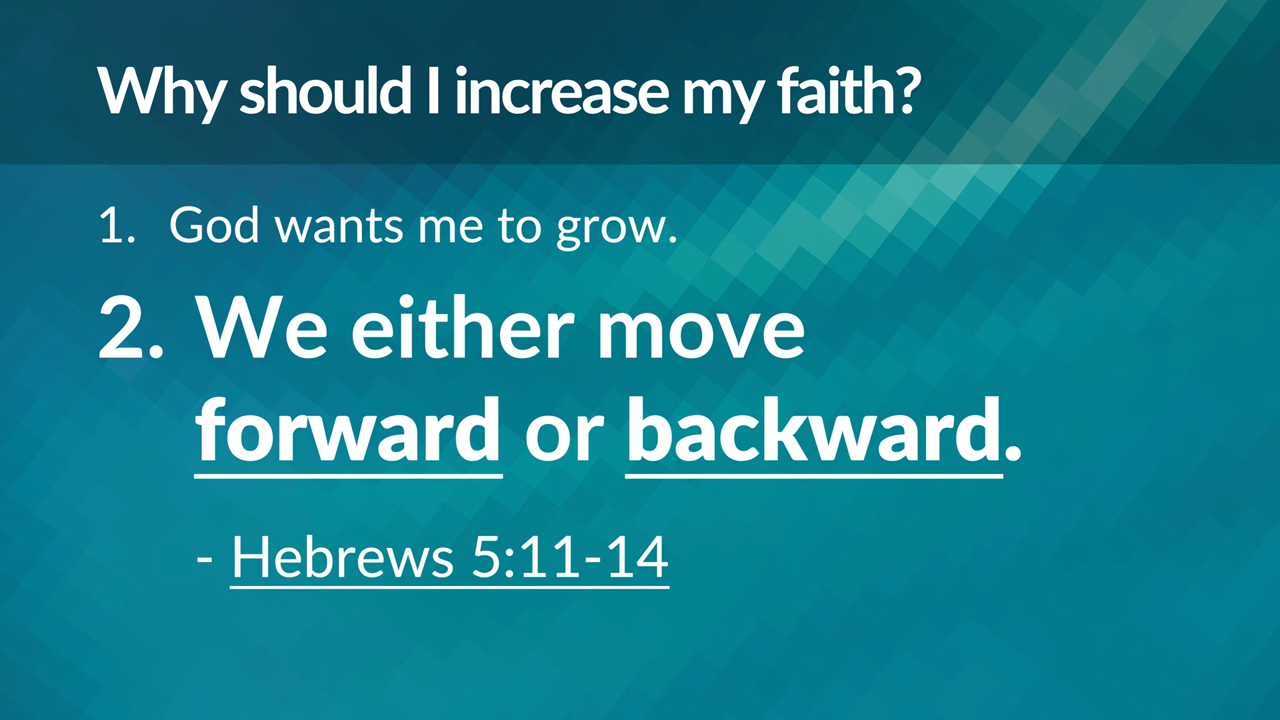 Why should I increase my faith?
1. God wants me to grow.
2. We either move
forward or backward.
- Hebrews 5:11-14